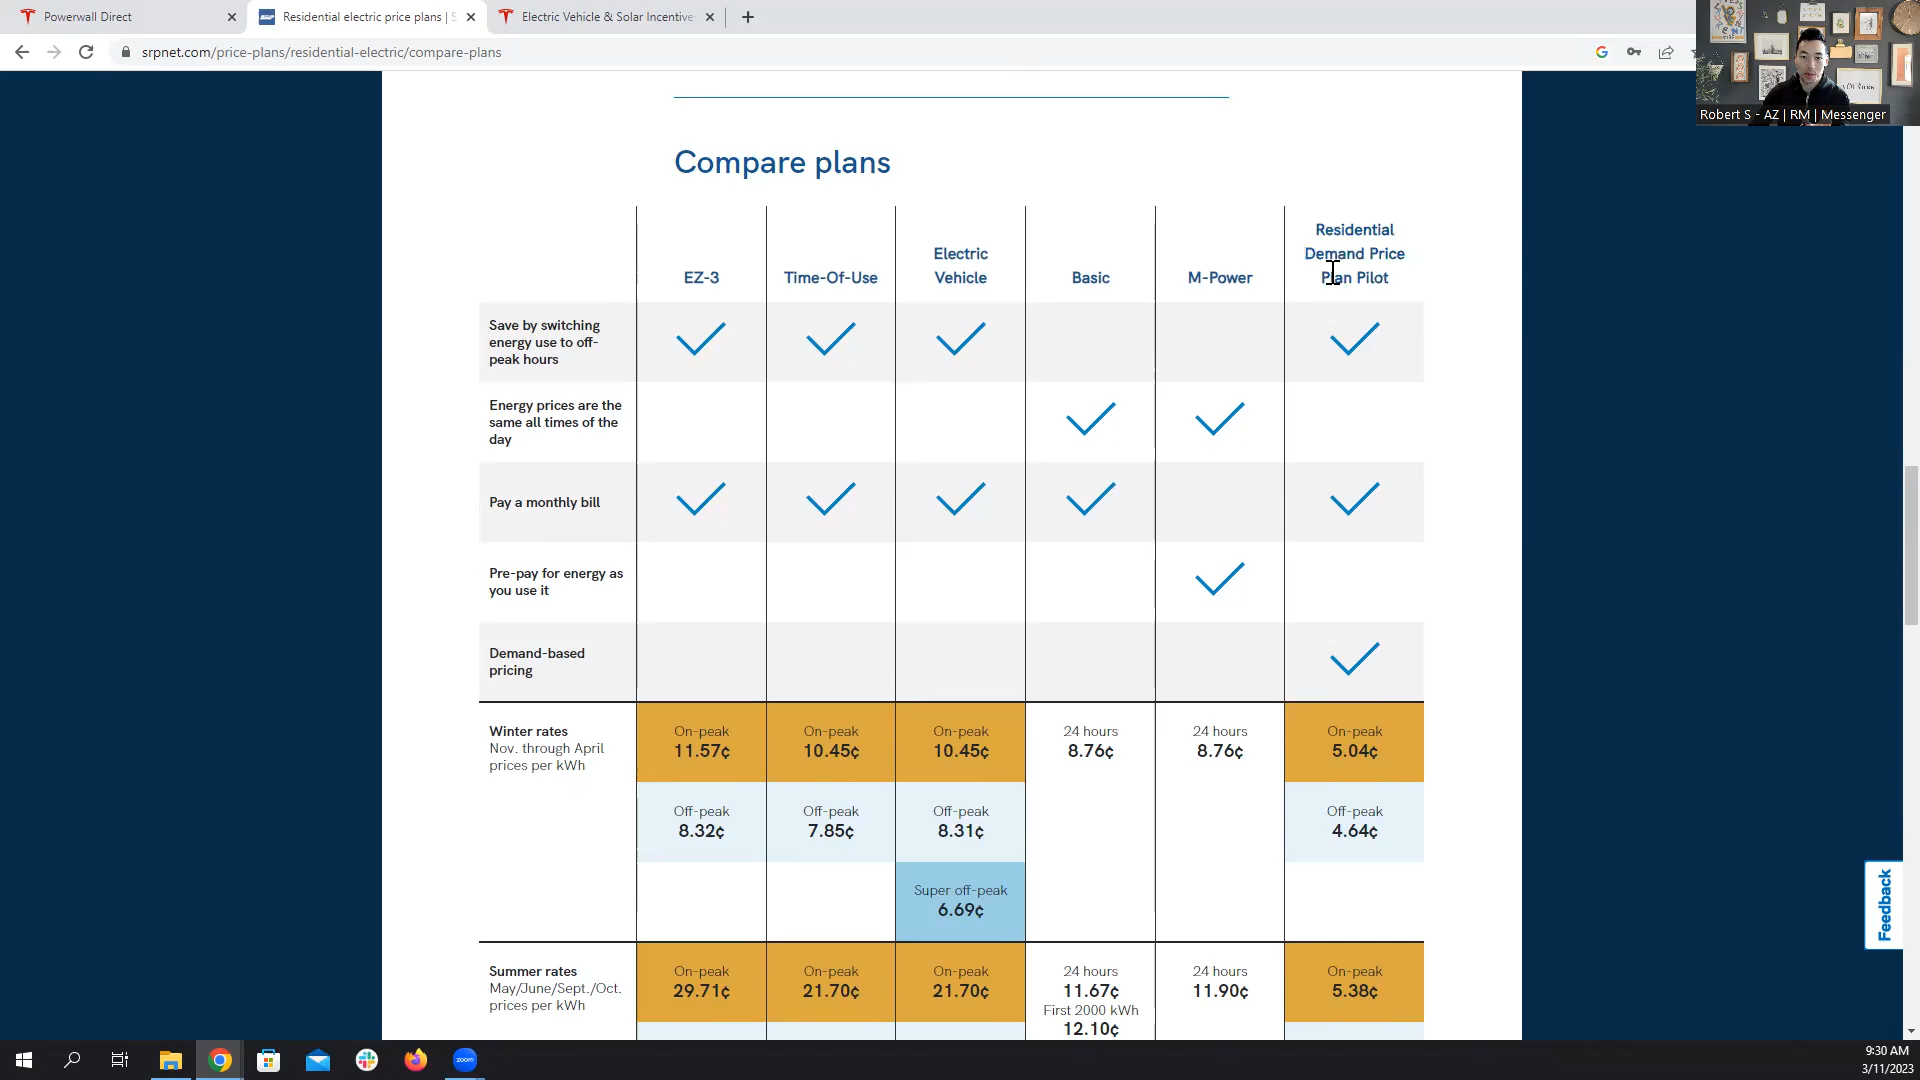 Powerwall Direct
Residential electric price plans | S
Electric Vehicle & Solar Incentive
srpnet.com/price-plans/residential-electric/compare-plans
Robert S - AZ | RM | Messenger
Compare plans
EZ-3
Time-Of-Use
Electric
Vehicle
Basic
M-Power
Residential
Demand Price
Plan Pilot
Save by switching
energy use to off-
peak hours
Energy prices are the
same all times of the
day
Pay a monthly bill
Pre-pay for energy as
you use it
Demand-based
pricing
Winter rates
Nov. through April
prices per kWh
On-peak
11.57¢
On-peak
10.45¢
On-peak
10.45¢
24 hours
8.76¢
24 hours
8.76¢
On-peak
5.04¢
Off-peak
8.32¢
Off-peak
7.85¢
Off-peak
8.31¢
Off-peak
4.64¢
Super off-peak
6.69¢
Summer rates
May/June/Sept./Oct.
prices per kWh
On-peak
29.71¢
On-peak
21.70¢
On-peak
21.70¢
24 hours
11.67¢
First 2000 kWh
12.10¢
24 hours
11.90¢
On-peak
5.38¢
Feedback
zoom
9:30 AM
3/11/2023